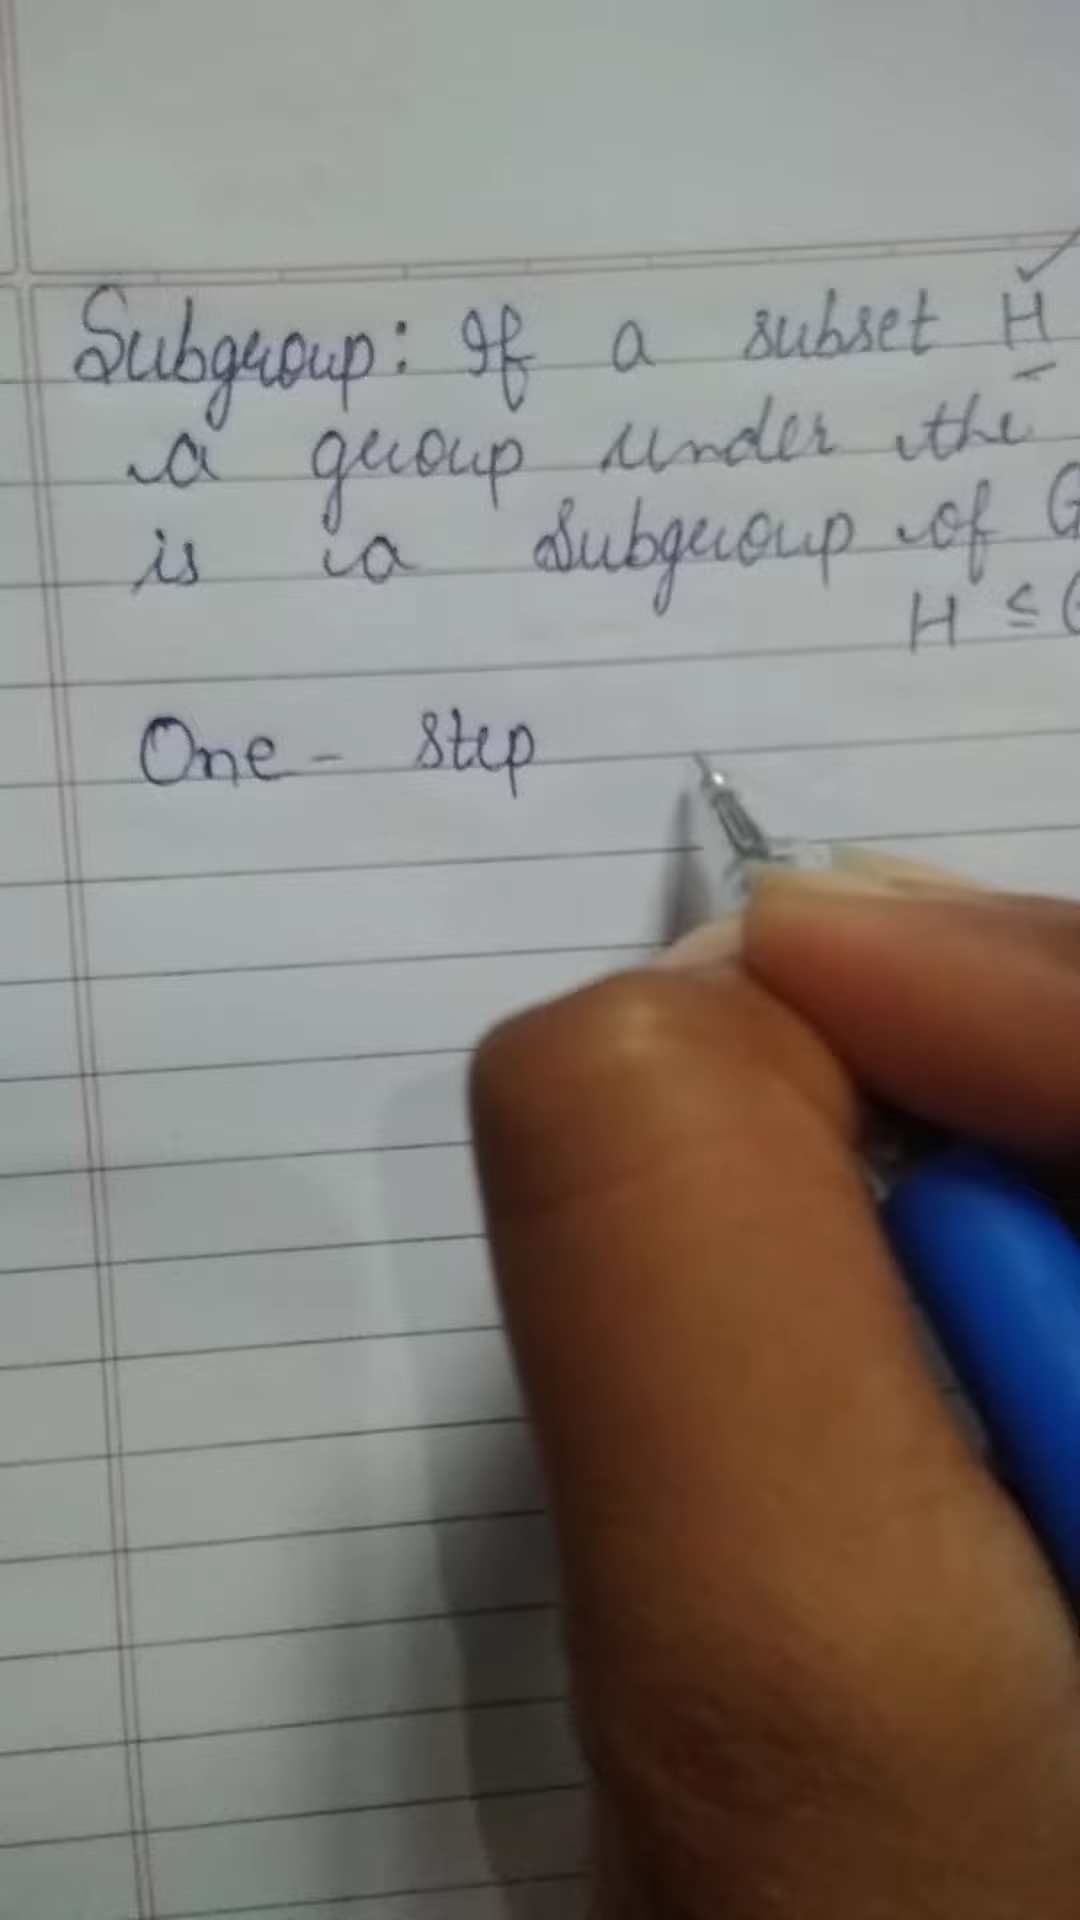 Subgroup: If a subset H
a group under the
is a Subgroup of G
H ≤ G
One - step